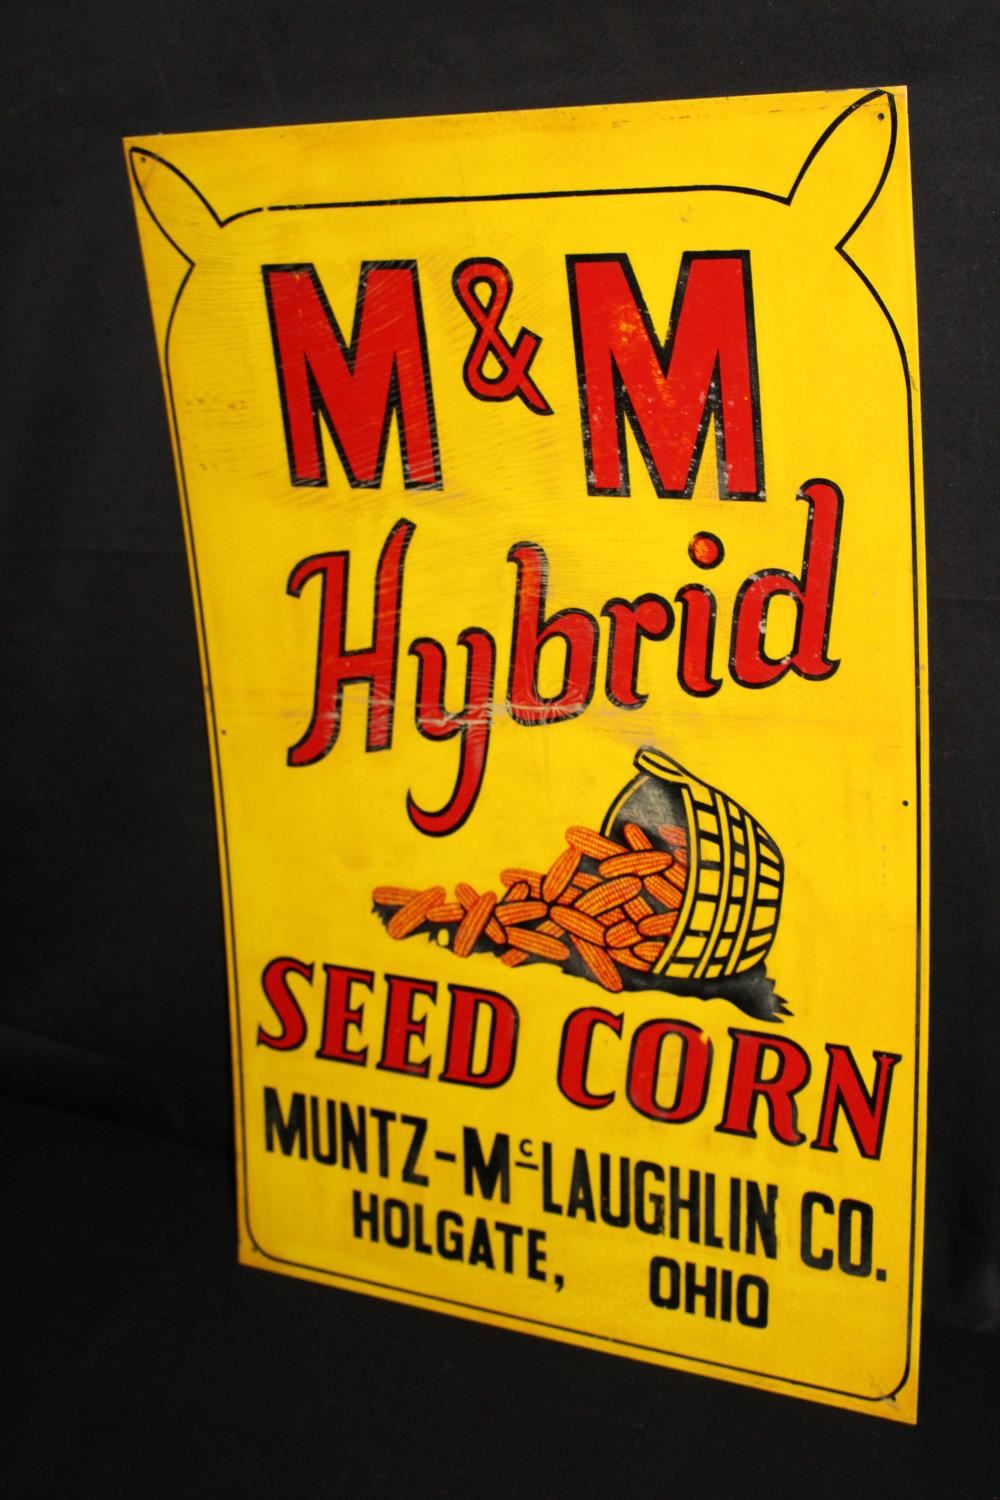 M & M
Hybrid
SEED CORN
MUNTZ-McLAUGHLIN CO.
HOLGATE, OHIO